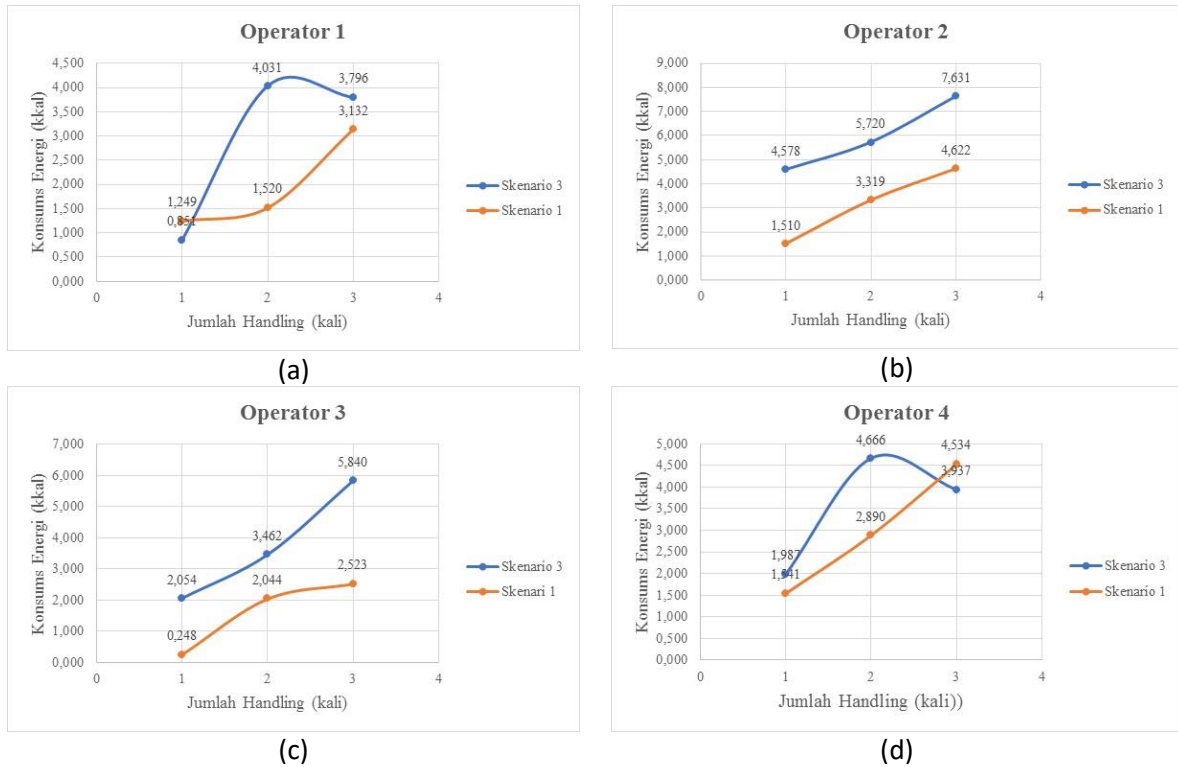 Operator 1
4,500
4,000
3,500
3,000
2,500
2,000
1,500
1,000
0,500
0,000
Konsums Energi (kkal)
4,031
3,796
3,132
1,520
1,249
0,851
0 1 2 3 4
Jumlah Handling (kali)
Skenario 3
Skenario 1
(a)
Operator 2
9,000
8,000
7,000
6,000
5,000
4,000
3,000
2,000
1,000
0,000
Konsums Energi (kkal)
7,631
5,720
4,578
4,622
3,319
1,510
0 1 2 3 4
Jumlah Handling (kali)
Skenario 3
Skenario 1
(b)
Operator 3
7,000
6,000
5,000
4,000
3,000
2,000
1,000
0,000
Konsums Energi (kkal)
5,840
3,462
2,054
2,044
2,523
0,248
0 1 2 3 4
Jumlah Handling (kali)
Skenario 3
Skenari 1
(c)
Operator 4
5,000
4,500
4,000
3,500
3,000
2,500
2,000
1,500
1,000
0,500
0,000
Konsums Energi (kkal)
4,666
4,534
3,937
2,890
1,987
1,541
0 1 2 3 4
Jumlah Handling (kali))
Skenario 3
Skenario 1
(d)